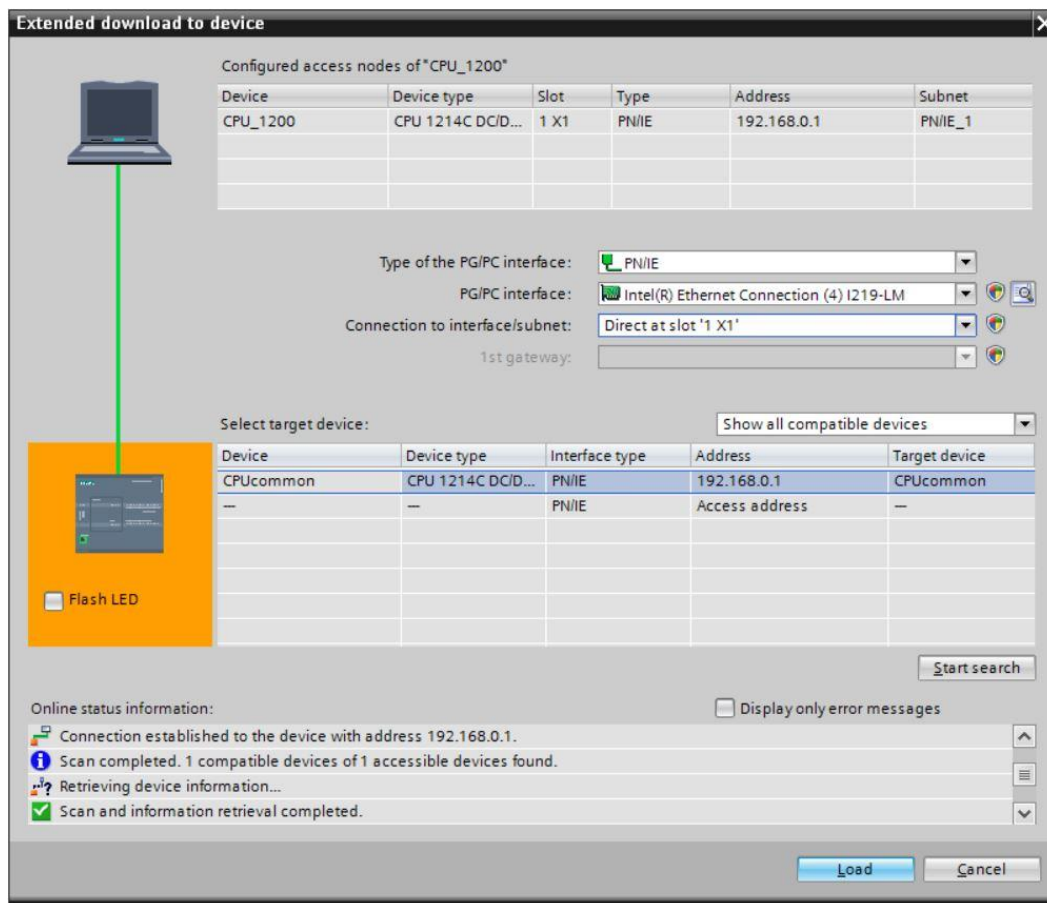 Extended download to device
Configured access nodes of "CPU_1200"
Device Device type Slot Type Address Subnet
CPU_1200 CPU 1214C DC/D... 1 X1 PN/IE 192.168.0.1 PN/IE_1
Type of the PG/PC interface: PN/IE
PG/PC interface: Intel(R) Ethernet Connection (4) I219-LM
Connection to interface/subnet: Direct at slot '1 X1'
1st gateway:
Select target device: Show all compatible devices
Device Device type Interface type Address Target device
CPUcommon CPU 1214C DC/D... PN/IE 192.168.0.1 CPUcommon
— — PN/IE Access address —
Flash LED
Start search
Online status information: Display only error messages
Connection established to the device with address 192.168.0.1.
Scan completed. 1 compatible devices of 1 accessible devices found.
Retrieving device information...
Scan and information retrieval completed.
Load Cancel